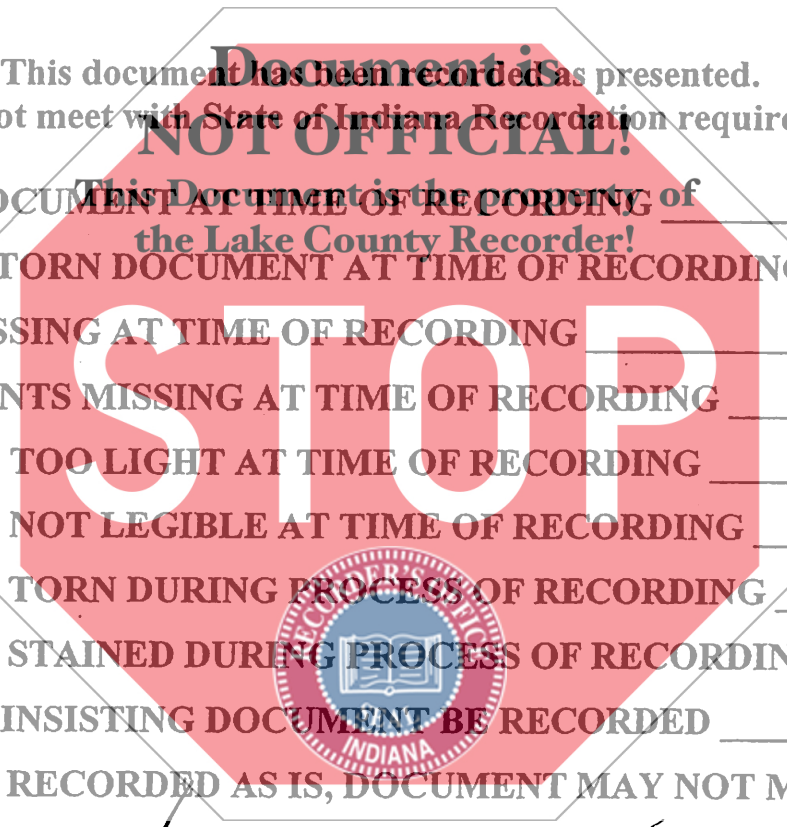 Document is
This document has been recorded as presented.
NOT OFFICIAL!
ot meet with State of Indiana Recordation require
This Document is the property of
OCUMENT AT TIME OF RECORDING
the Lake County Recorder!
TORN DOCUMENT AT TIME OF RECORDING
SSING AT TIME OF RECORDING
STOP
NTS MISSING AT TIME OF RECORDING
TOO LIGHT AT TIME OF RECORDING
NOT LEGIBLE AT TIME OF RECORDING
TORN DURING PROCESS OF RECORDING
RECORDER'S OFFICE
STAINED DURING PROCESS OF RECORDIN
INSISTING DOCUMENT BE RECORDED
INDIANA
RECORDED AS IS, DOCUMENT MAY NOT M